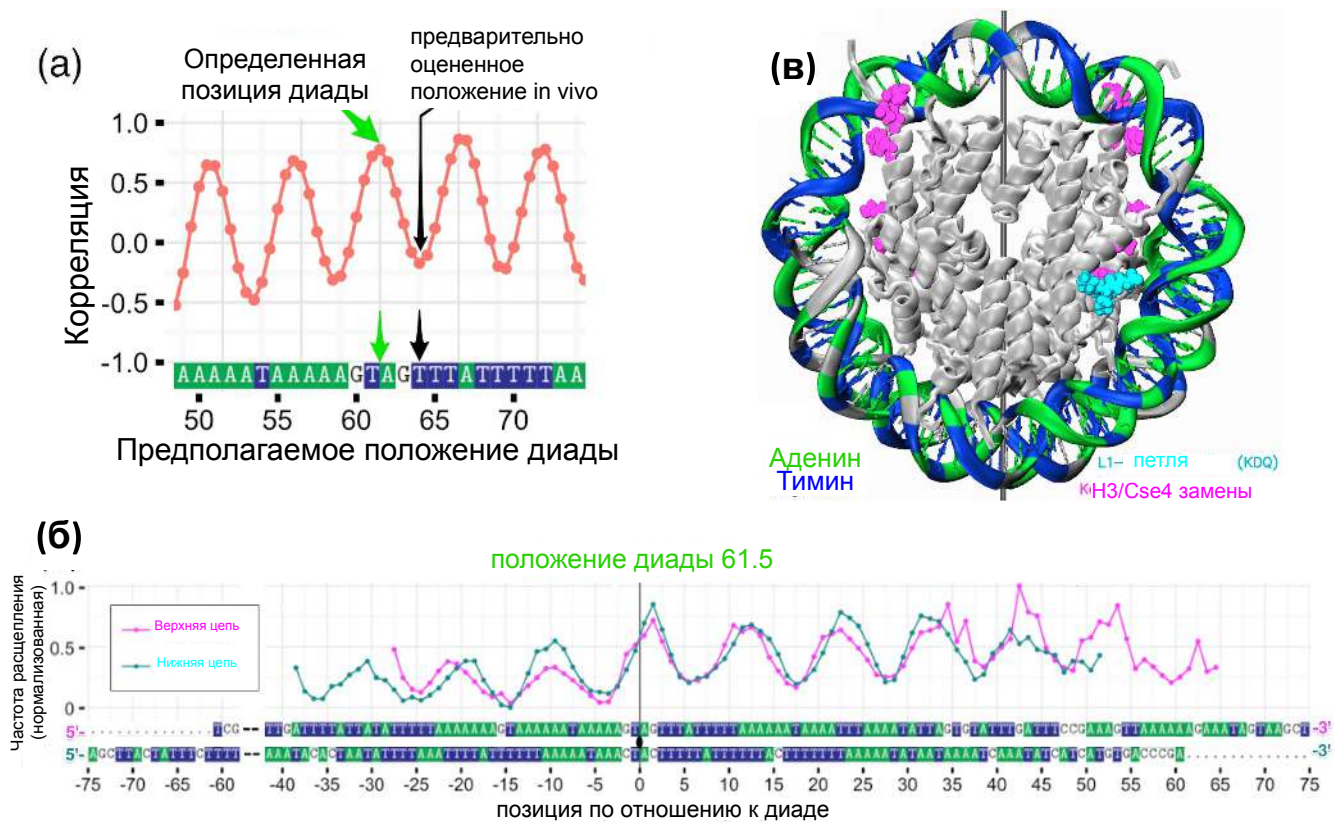 (а)
Определенная
позиция диады
предварительно
оцененное
положение in vivo
Корреляция
1.0
0.5
0.0
-0.5
-1.0
AAAAATAAAAAGTAGTTTATTTTTAA
50 55 60 65 70
Предполагаемое положение диады
(в)
Аденин
Тимин
L1– петля (KDQ)
H3/Cse4 замены
(б)
положение диады 61.5
Частота расщепления
(нормализованная)
1.0
0.5
0
Верхняя цепь
Нижняя цепь
5'-
TCG --
-3'
5'-
-3'
-75 -70 -65 -60 -40 -35 -30 -25 -20 -15 -10 -5 0 5 10 15 20 25 30 35 40 45 50 55 60 65 70 75
позиция по отношению к диаде